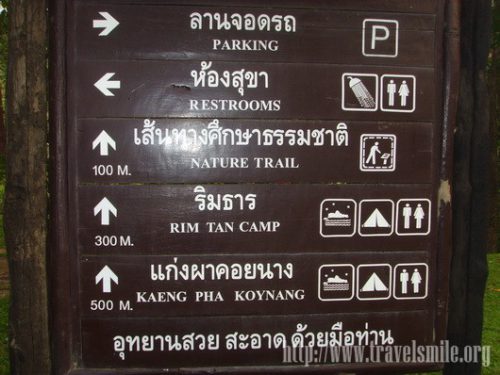 ลานจอดรถ
PARKING
P
ห้องสุขา
RESTROOMS
เส้นทางศึกษาธรรมชาติ
NATURE TRAIL
100 M.
ริมธาร
RIM TAN CAMP
300 M.
แก่งผาคอยนาง
KAENG PHA KOYNANG
500 M.
อุทยานสวย สะอาด ด้วยมือท่าน
http://www.travelsmile.org